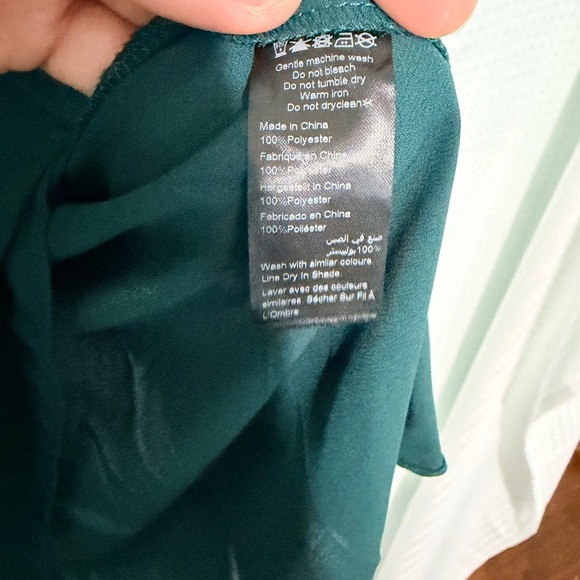 Gentle machine wash
Do not bleach
Do not tumble dry
Warm iron
Do not dryclean
Made in China
100%Polyester
Fabriqué en Chine
100%Polyester
Hergestellt in China
100%Polyester
Fabricado en China
100%Poliéster
صنع في الصين
100%بوليستر
Wash with similar colours.
Line Dry In Shade.
Laver avec des couleurs
similaires. Sécher Sur Fil À
L'Ombre